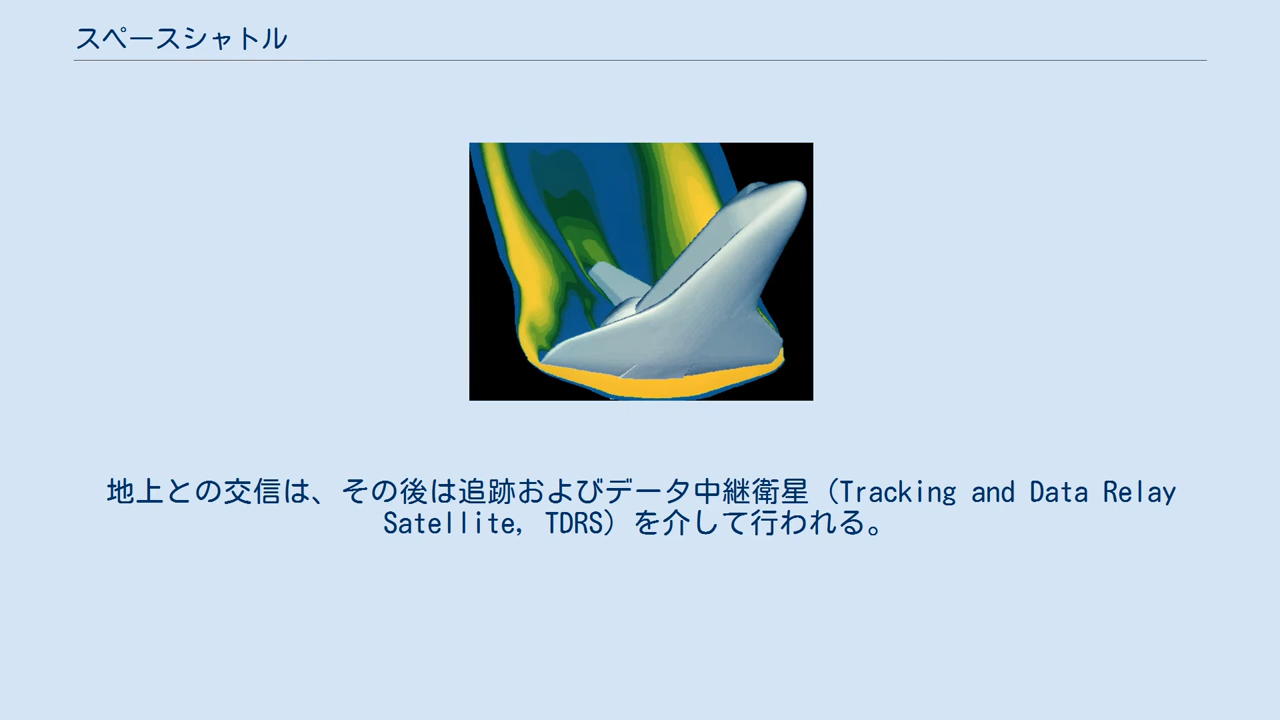 スペースシャトル
地上との交信は、その後は追跡およびデータ中継衛星（Tracking and Data Relay
Satellite, TDRS）を介して行われる。